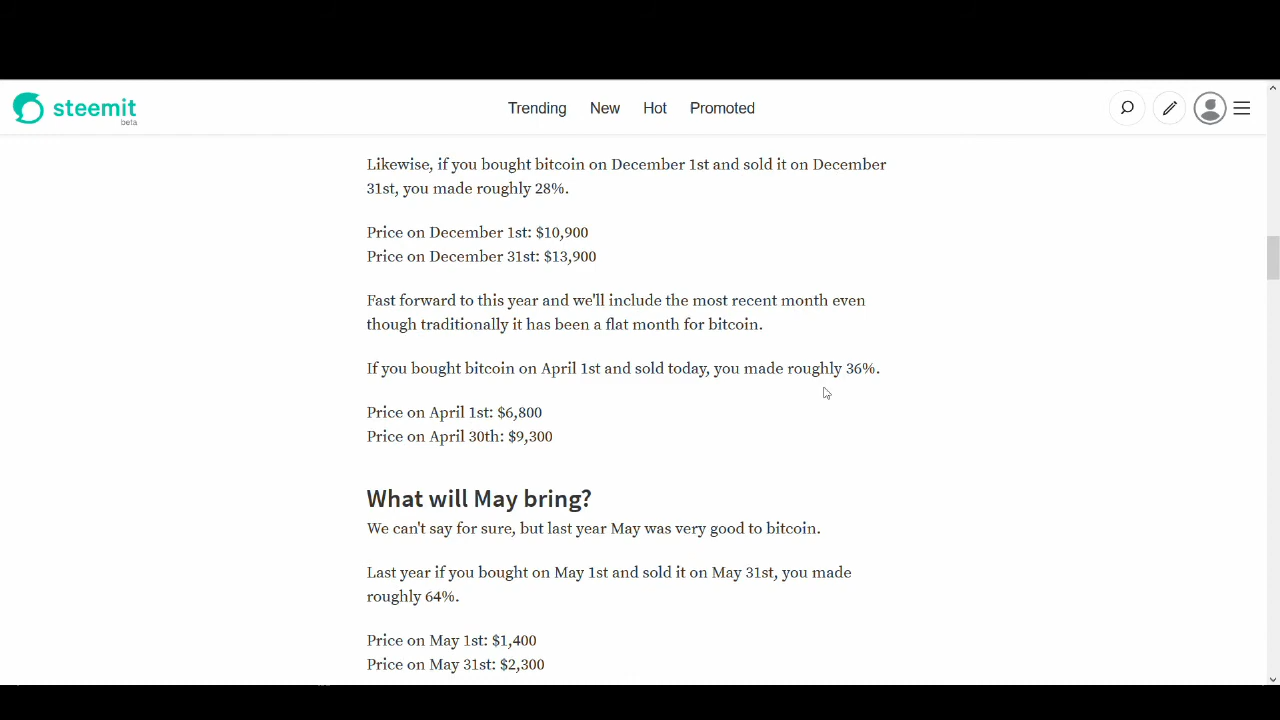 steemit
beta
Trending New Hot Promoted
Likewise, if you bought bitcoin on December 1st and sold it on December
31st, you made roughly 28%.
Price on December 1st: $10,900
Price on December 31st: $13,900
Fast forward to this year and we'll include the most recent month even
though traditionally it has been a flat month for bitcoin.
If you bought bitcoin on April 1st and sold today, you made roughly 36%.
Price on April 1st: $6,800
Price on April 30th: $9,300
What will May bring?
We can't say for sure, but last year May was very good to bitcoin.
Last year if you bought on May 1st and sold it on May 31st, you made
roughly 64%.
Price on May 1st: $1,400
Price on May 31st: $2,300